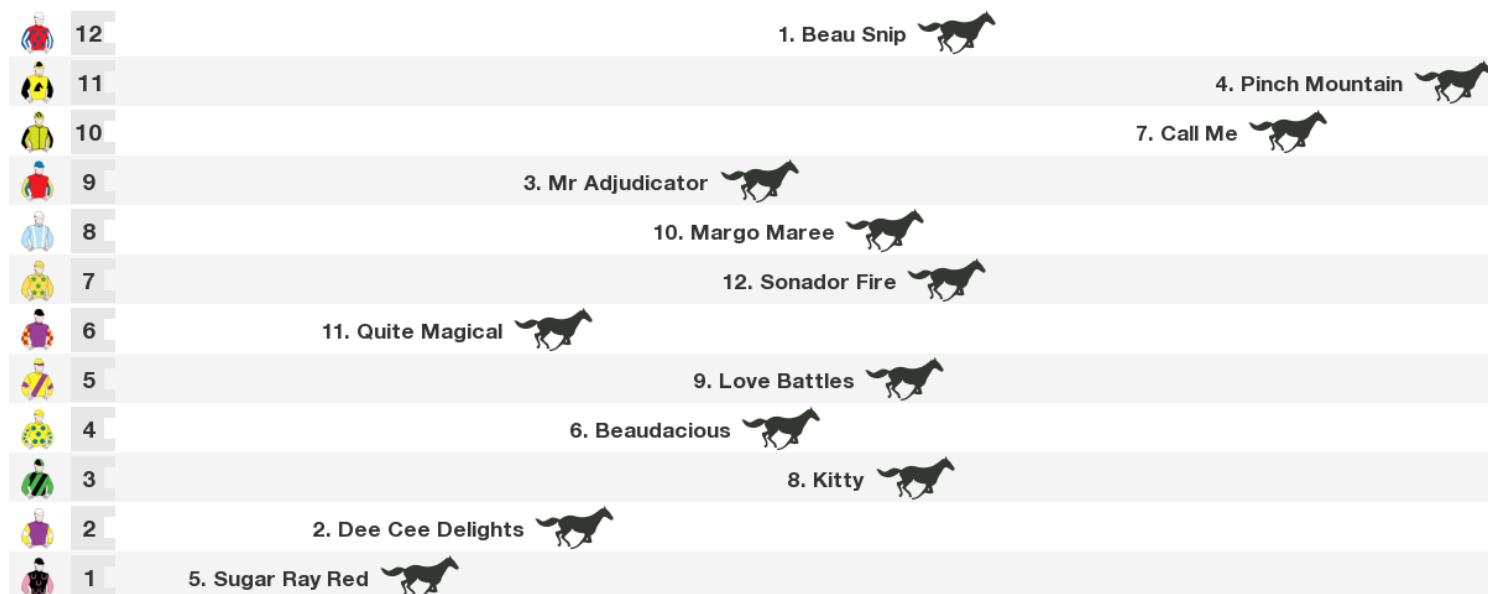 12 1. Beau Snip
11 4. Pinch Mountain
10 7. Call Me
9 3. Mr Adjudicator
8 10. Margo Maree
7 12. Sonador Fire
6 11. Quite Magical
5 9. Love Battles
4 6. Beaudacious
3 8. Kitty
2 2. Dee Cee Delights
1 5. Sugar Ray Red